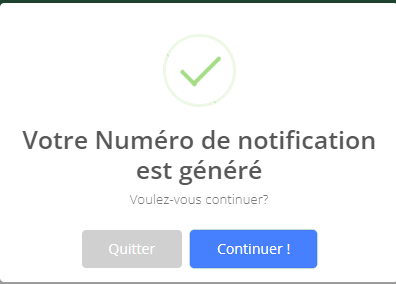 Votre Numéro de notification
est généré
Voulez-vous continuer?
Quitter
Continuer !